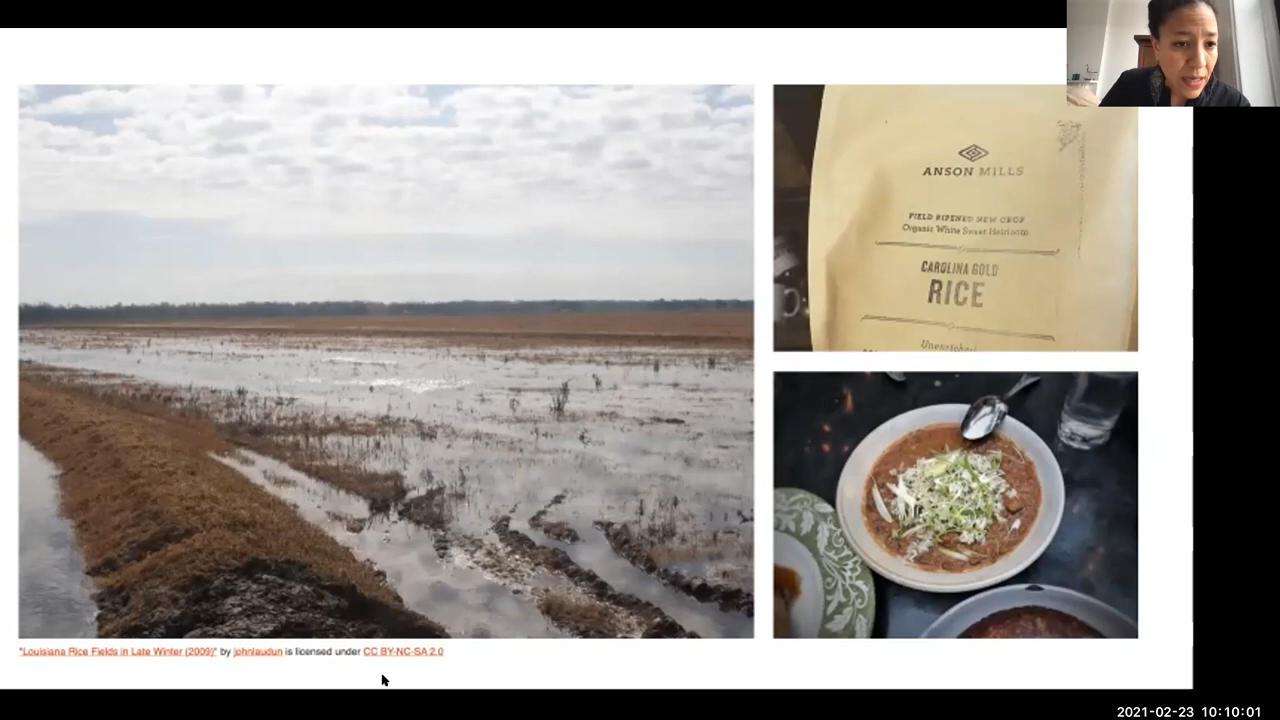 ANSON MILLS
FIELD RIPENED NEW CROP
Organic White Sweet Heirloom
CAROLINA GOLD
RICE
Unenriched
"Louisiana Rice Fields in Late Winter (2009)" by johnlaudun is licensed under CC BY-NC-SA 2.0
2021-02-23 10:10:01